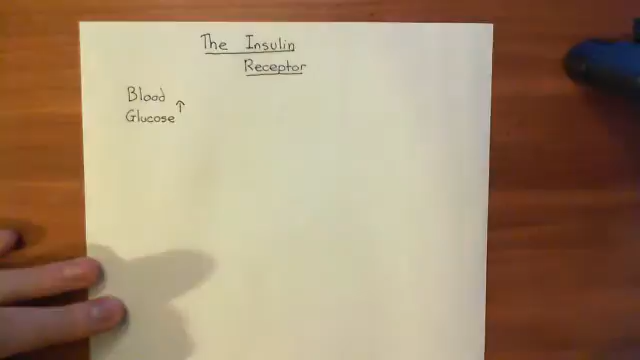 The Insulin
Receptor
Blood
Glucose ↑